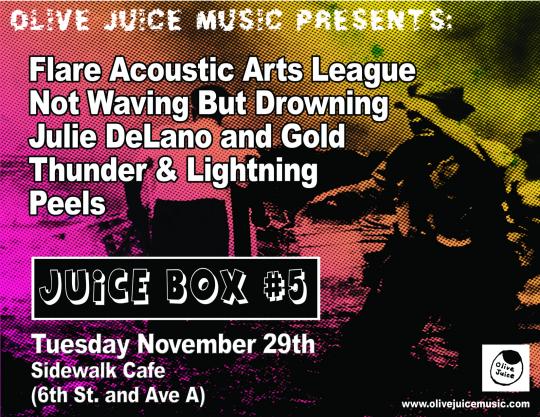 OLIVE JUICE MUSIC PRESENTS:
Flare Acoustic Arts League
Not Waving But Drowning
Julie DeLano and Gold
Thunder & Lightning
Peels
JUICE BOX #5
Tuesday November 29th
Sidewalk Cafe
(6th St. and Ave A)
Olive
Juice
www.olivejuicemusic.com